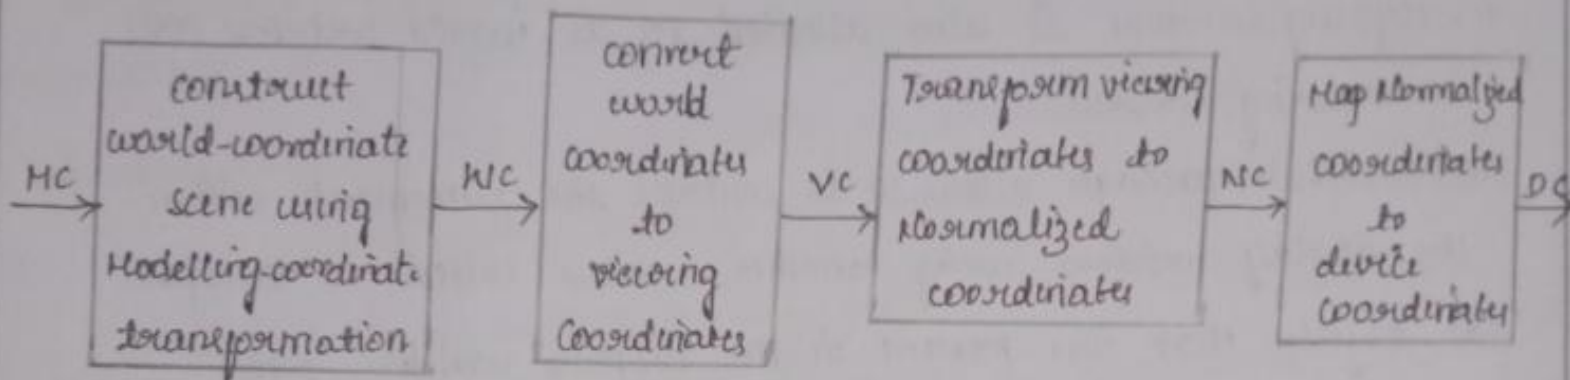 MC
construct
world-coordinate
scene using
Modelling-coordinate
transformation
WC
convert
world
coordinates
to
viewing
Coordinates
VC
Transform viewing
coordinates to
Normalized
coordinates
NC
Map Normalized
coordinates
to
device
coordinates
DC